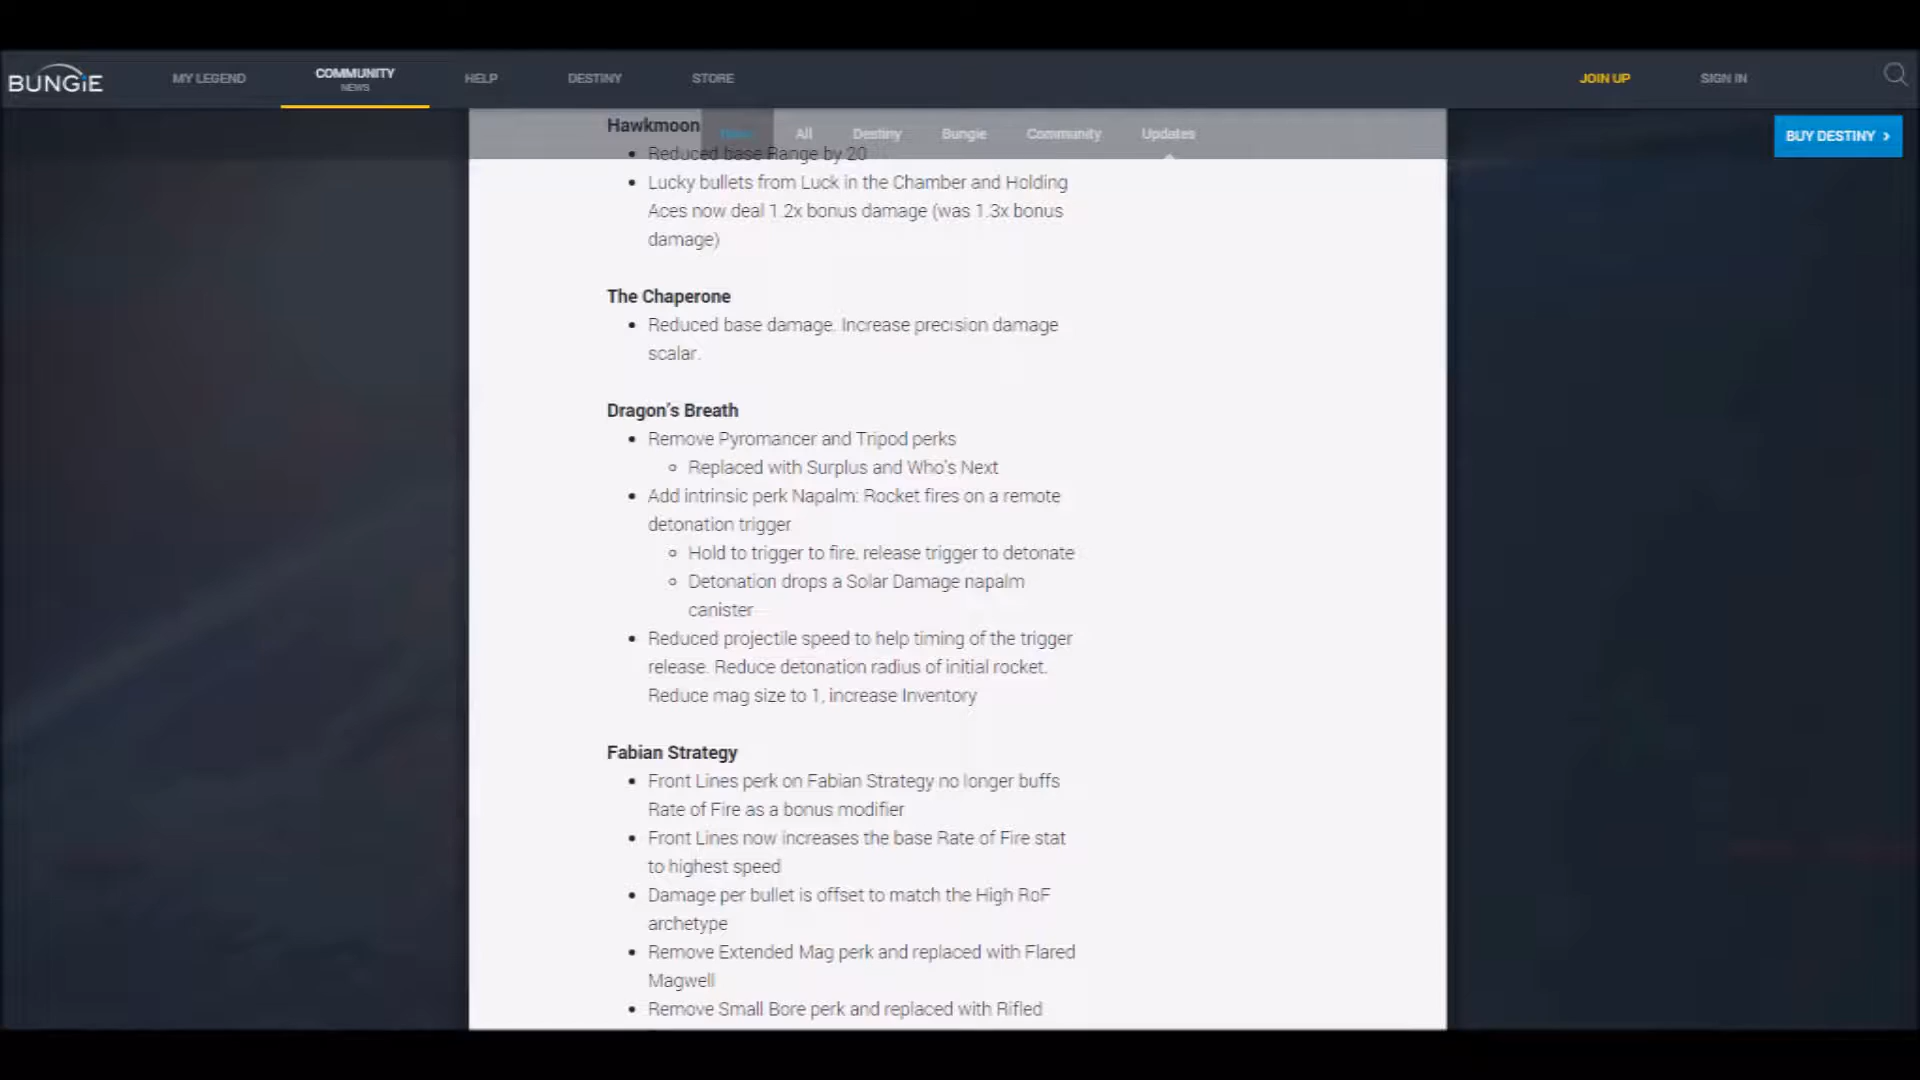 BUNGiE
MY LEGEND
COMMUNITY
NEWS
HELP
DESTINY
STORE
JOIN UP
SIGN IN
All
Destiny
Bungie
Community
Updates
BUY DESTINY >
Hawkmoon
• Reduced base Range by 20
• Lucky bullets from Luck in the Chamber and Holding
Aces now deal 1.2x bonus damage (was 1.3x bonus
damage)
The Chaperone
• Reduced base damage. Increase precision damage
scalar.
Dragon's Breath
• Remove Pyromancer and Tripod perks
○ Replaced with Surplus and Who's Next
• Add intrinsic perk Napalm: Rocket fires on a remote
detonation trigger
○ Hold to trigger to fire, release trigger to detonate
○ Detonation drops a Solar Damage napalm
canister
• Reduced projectile speed to help timing of the trigger
release. Reduce detonation radius of initial rocket.
Reduce mag size to 1, increase Inventory
Fabian Strategy
• Front Lines perk on Fabian Strategy no longer buffs
Rate of Fire as a bonus modifier
• Front Lines now increases the base Rate of Fire stat
to highest speed
• Damage per bullet is offset to match the High RoF
archetype
• Remove Extended Mag perk and replaced with Flared
Magwell
• Remove Small Bore perk and replaced with Rifled